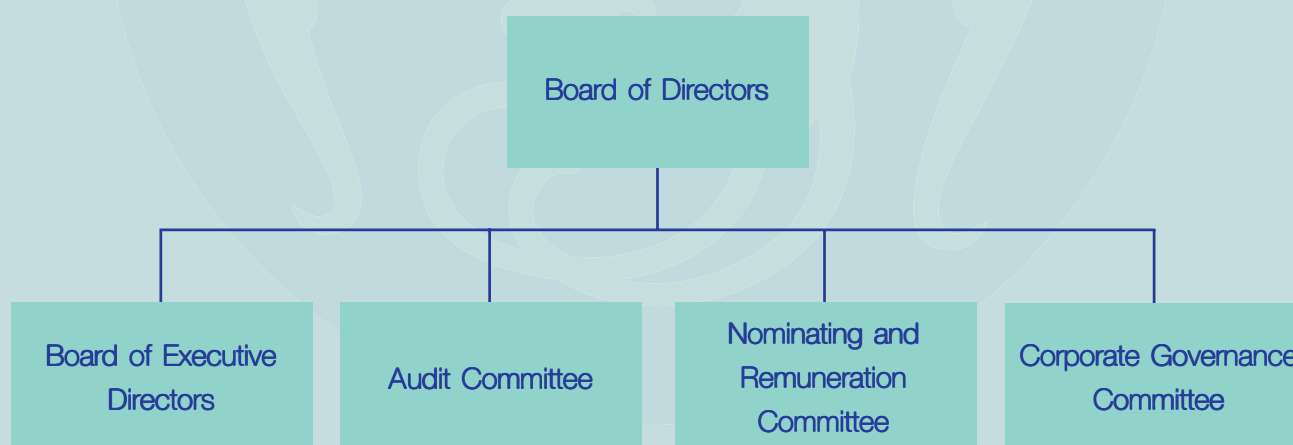 Board of Directors
Board of Executive
Directors
Audit Committee
Nominating and
Remuneration
Committee
Corporate Governance
Committee